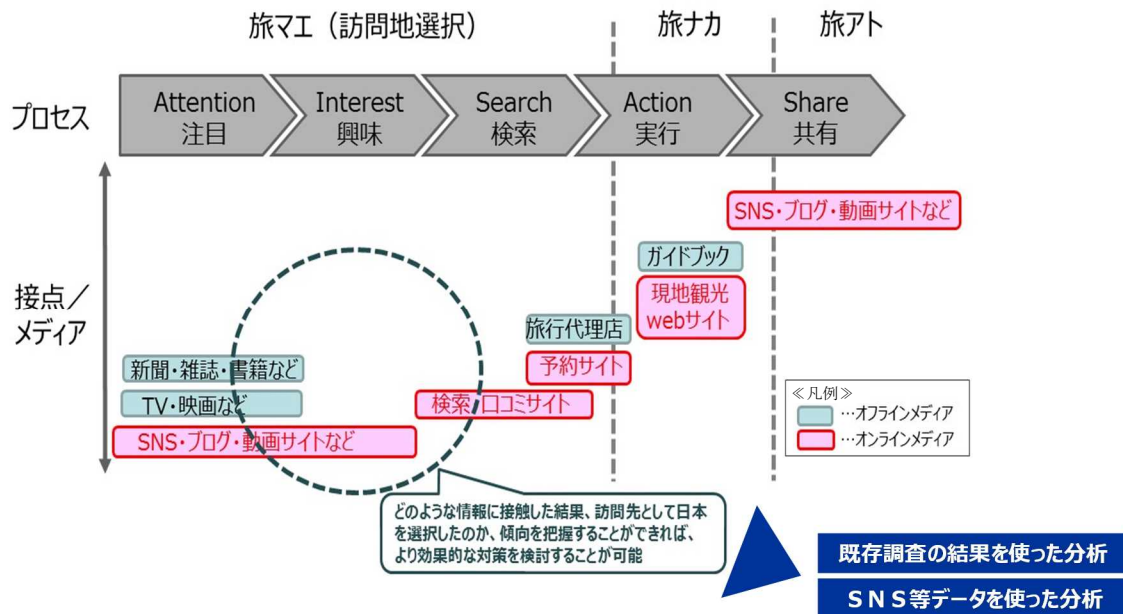 旅マエ（訪問地選択）
旅ナカ
旅アト
プロセス
Attention
注目
Interest
興味
Search
検索
Action
実行
Share
共有
接点／
メディア
SNS・ブログ・動画サイトなど
ガイドブック
現地観光
webサイト
旅行代理店
予約サイト
新聞・雑誌・書籍など
TV・映画など
検索・口コミサイト
SNS・ブログ・動画サイトなど
≪凡例≫
…オフラインメディア
…オンラインメディア
どのような情報に接触した結果、訪問先として日本
を選択したのか、傾向を把握することができれば、
より効果的な対策を検討することが可能
既存調査の結果を使った分析
ＳＮＳ等データを使った分析